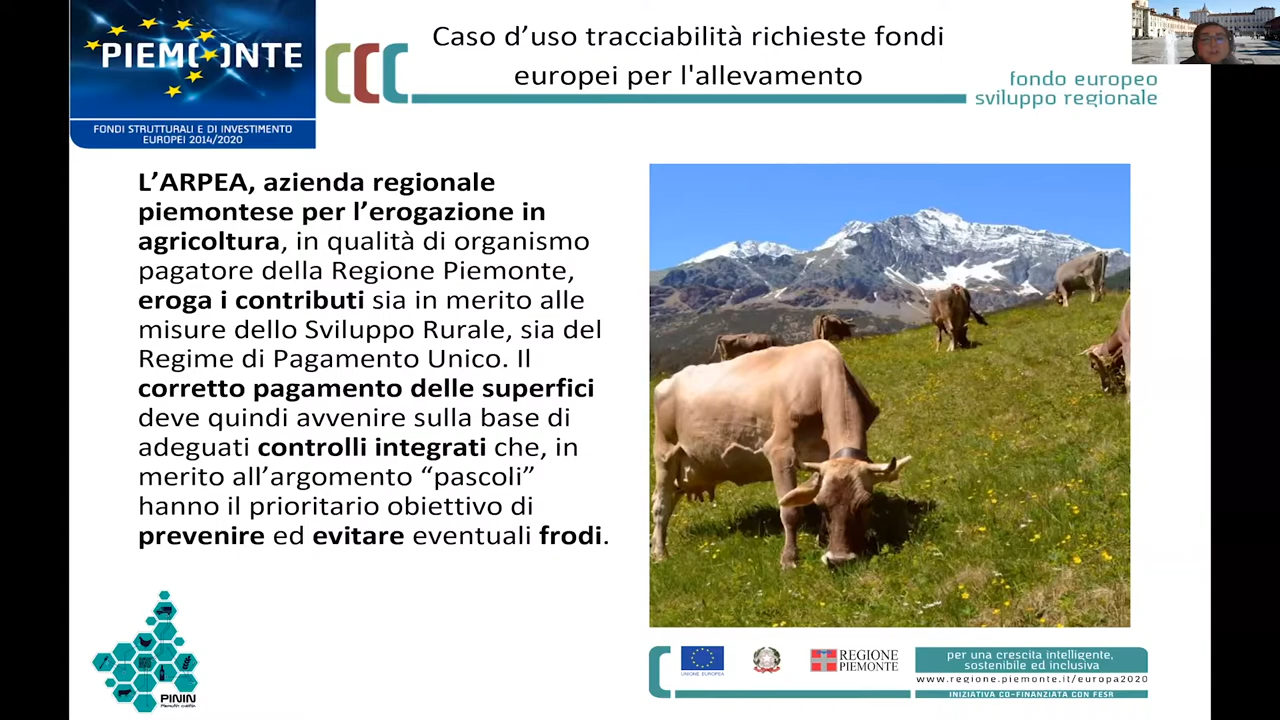 PIEMONTE
FONDI STRUTTURALI E DI INVESTIMENTO
EUROPEI 2014/2020
Caso d’uso tracciabilità richieste fondi
europei per l'allevamento
fondo europeo
sviluppo regionale
L’ARPEA, azienda regionale
piemontese per l’erogazione in
agricoltura, in qualità di organismo
pagatore della Regione Piemonte,
eroga i contributi sia in merito alle
misure dello Sviluppo Rurale, sia del
Regime di Pagamento Unico. Il
corretto pagamento delle superfici
deve quindi avvenire sulla base di
adeguati controlli integrati che, in
merito all’argomento “pascoli”
hanno il prioritario obiettivo di
prevenire ed evitare eventuali frodi.
PININ
UNIONE EUROPEA
REGIONE
PIEMONTE
per una crescita intelligente,
sostenibile ed inclusiva
www.regione.piemonte.it/europa2020
INIZIATIVA CO-FINANZIATA CON FESR